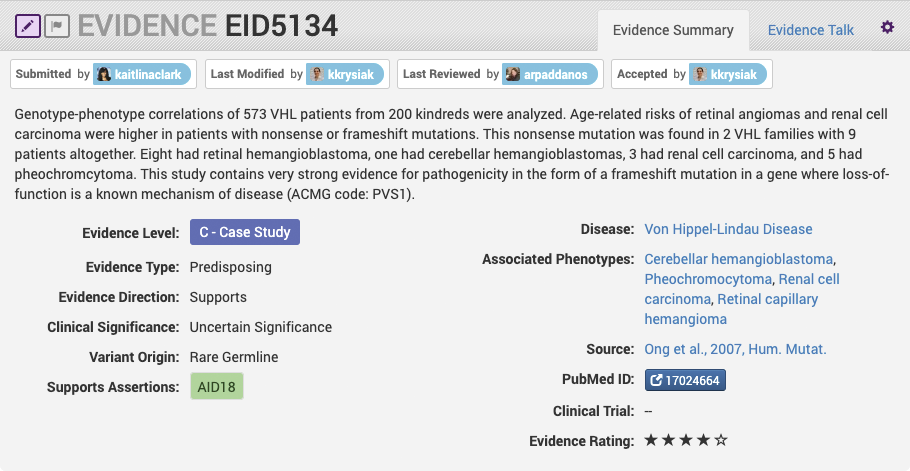 EVIDENCE EID5134
Evidence Summary
Evidence Talk
Submitted by kaitlinaclark
Last Modified by kkrysiak
Last Reviewed by arpaddanos
Accepted by kkrysiak
Genotype-phenotype correlations of 573 VHL patients from 200 kindreds were analyzed. Age-related risks of retinal angiomas and renal cell
carcinoma were higher in patients with nonsense or frameshift mutations. This nonsense mutation was found in 2 VHL families with 9
patients altogether. Eight had retinal hemangioblastoma, one had cerebellar hemangioblastomas, 3 had renal cell carcinoma, and 5 had
pheochromcytoma. This study contains very strong evidence for pathogenicity in the form of a frameshift mutation in a gene where loss-of-
function is a known mechanism of disease (ACMG code: PVS1).
Evidence Level: C - Case Study
Evidence Type: Predisposing
Evidence Direction: Supports
Clinical Significance: Uncertain Significance
Variant Origin: Rare Germline
Supports Assertions: AID18
Disease: Von Hippel-Lindau Disease
Associated Phenotypes: Cerebellar hemangioblastoma,
Pheochromocytoma, Renal cell
carcinoma, Retinal capillary
hemangioma
Source: Ong et al., 2007, Hum. Mutat.
PubMed ID: 17024664
Clinical Trial: --
Evidence Rating: ★★★★☆